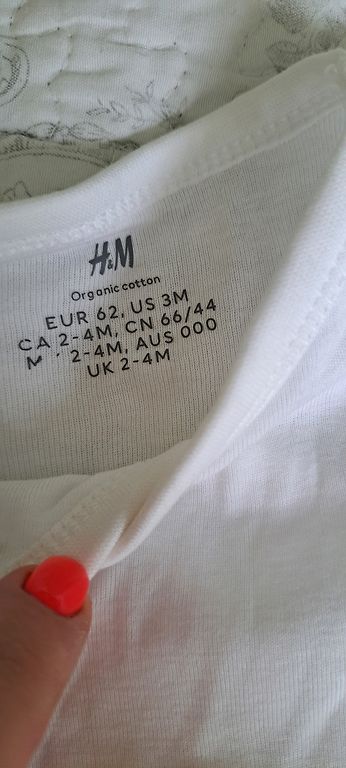 H&M
Organic cotton
EUR 62, US 3M
CA 2-4M, CN 66/44
2-4M, AUS 000
UK 2-4M